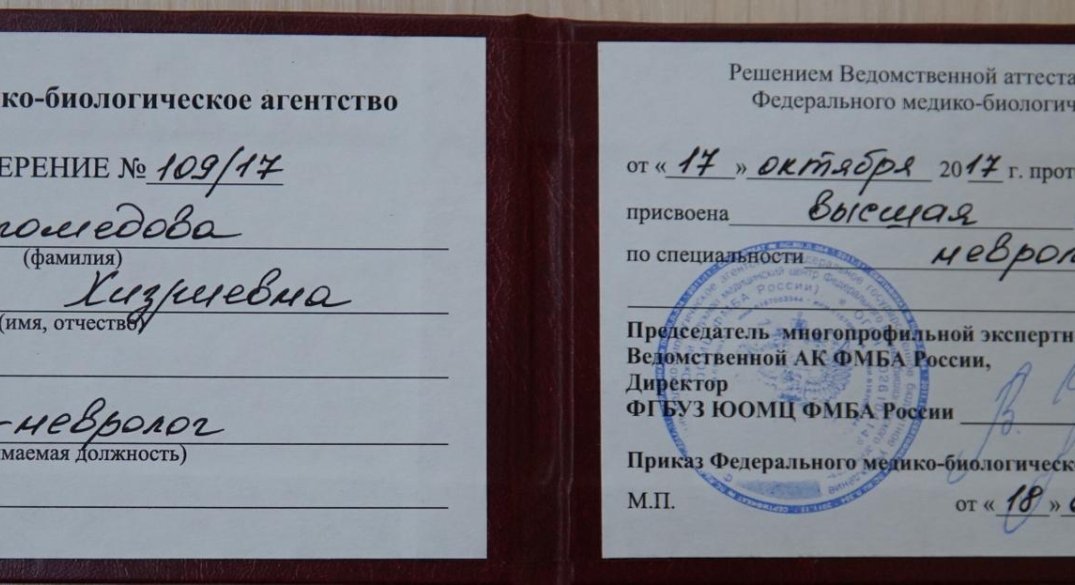 ко-биологическое агентство
ЕРЕНИЕ № 109/17
гомедова
(фамилия)
Хизриевна
(имя, отчество)
-невролог
маемая должность)
Решением Ведомственной аттеста
Федерального медико-биологич
от «17» октября 2017 г. прот
присвоена высшая
по специальности неврол
Председатель многопрофильной эксперт
Ведомственной АК ФМБА России,
Директор
ФГБУЗ ЮОМЦ ФМБА России
Приказ Федерального медико-биологическ
М.П. от «18»